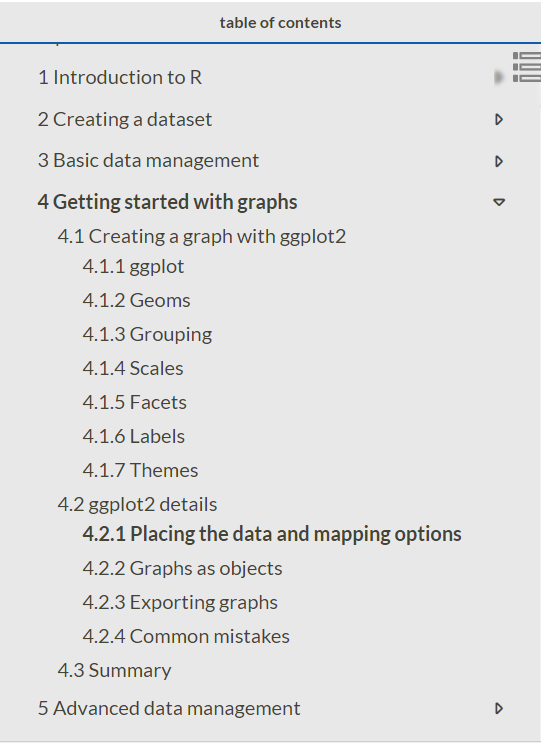 table of contents
1 Introduction to R
2 Creating a dataset
3 Basic data management
4 Getting started with graphs
4.1 Creating a graph with ggplot2
4.1.1 ggplot
4.1.2 Geoms
4.1.3 Grouping
4.1.4 Scales
4.1.5 Facets
4.1.6 Labels
4.1.7 Themes
4.2 ggplot2 details
4.2.1 Placing the data and mapping options
4.2.2 Graphs as objects
4.2.3 Exporting graphs
4.2.4 Common mistakes
4.3 Summary
5 Advanced data management